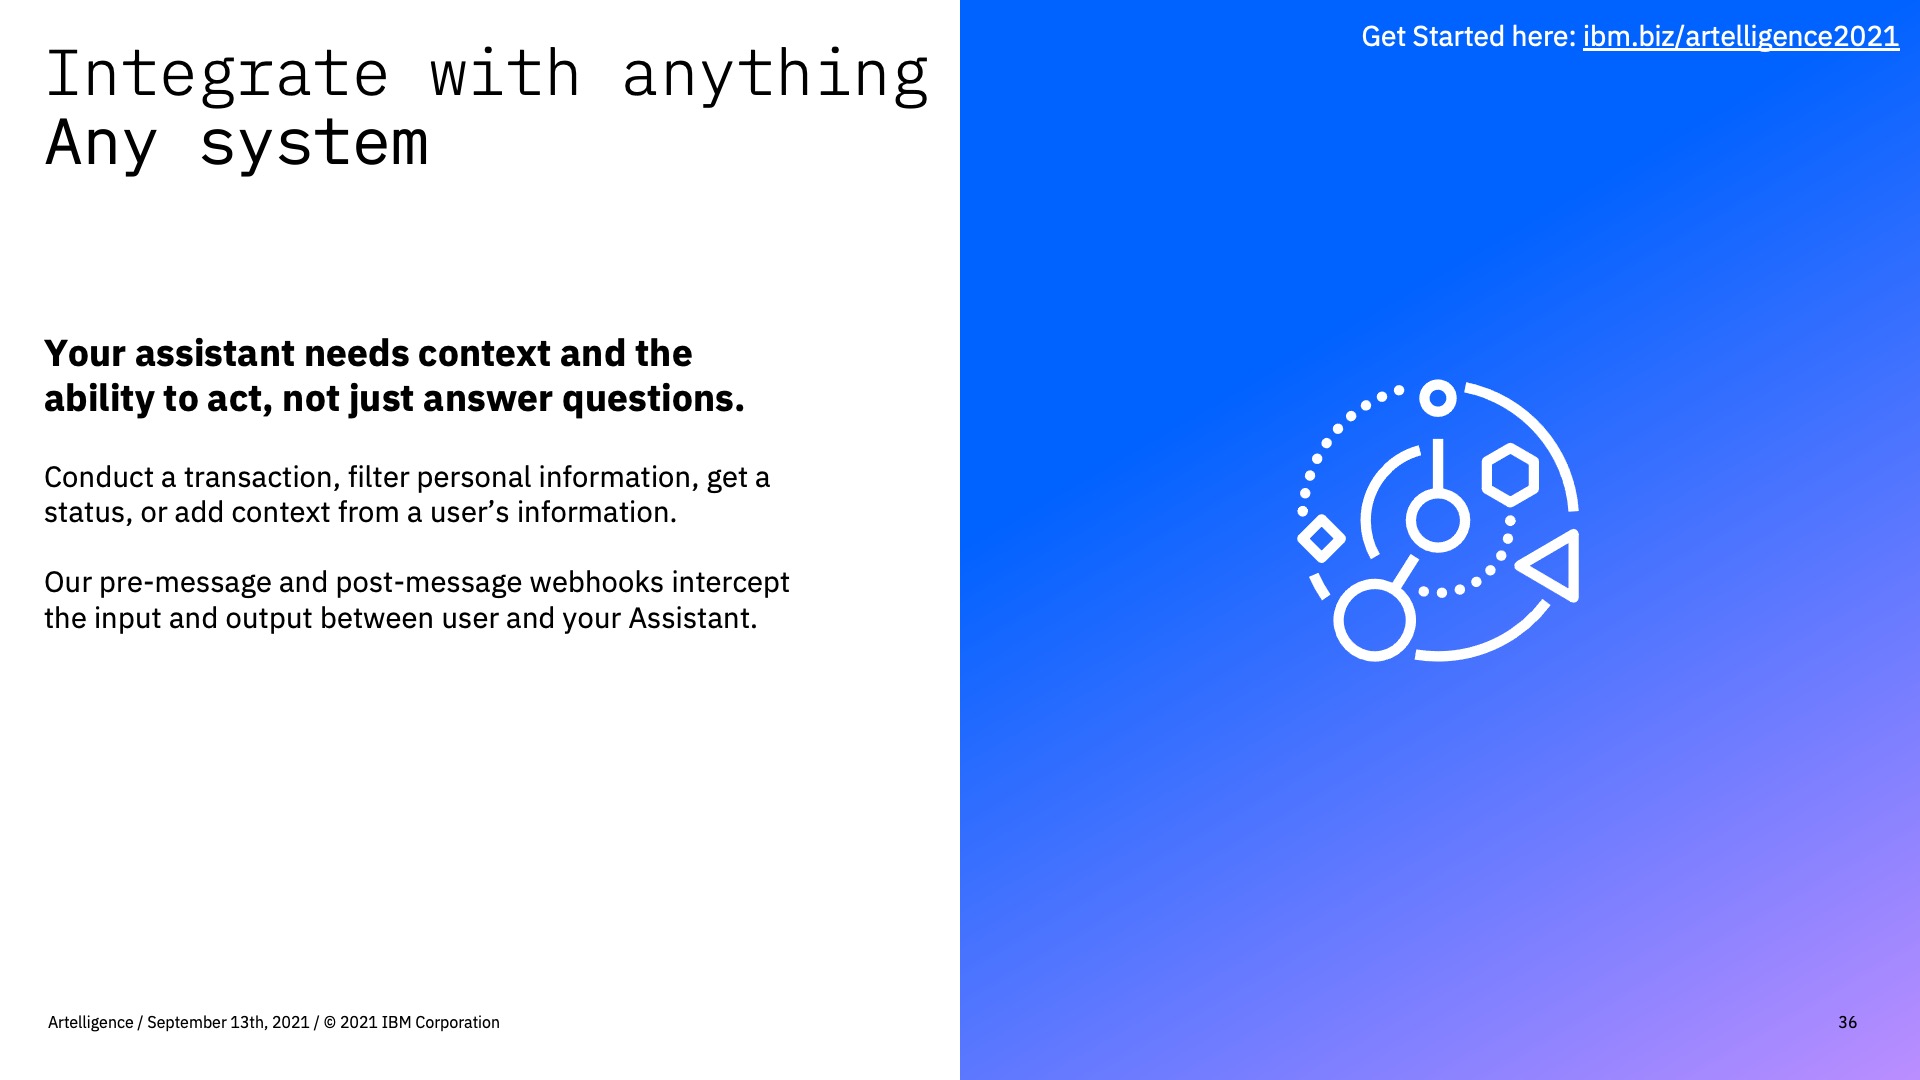 Get Started here: ibm.biz/artelligence2021
Integrate with anything
Any system
Your assistant needs context and the
ability to act, not just answer questions.
Conduct a transaction, filter personal information, get a
status, or add context from a user’s information.
Our pre-message and post-message webhooks intercept
the input and output between user and your Assistant.
Artelligence / September 13th, 2021 / © 2021 IBM Corporation
36